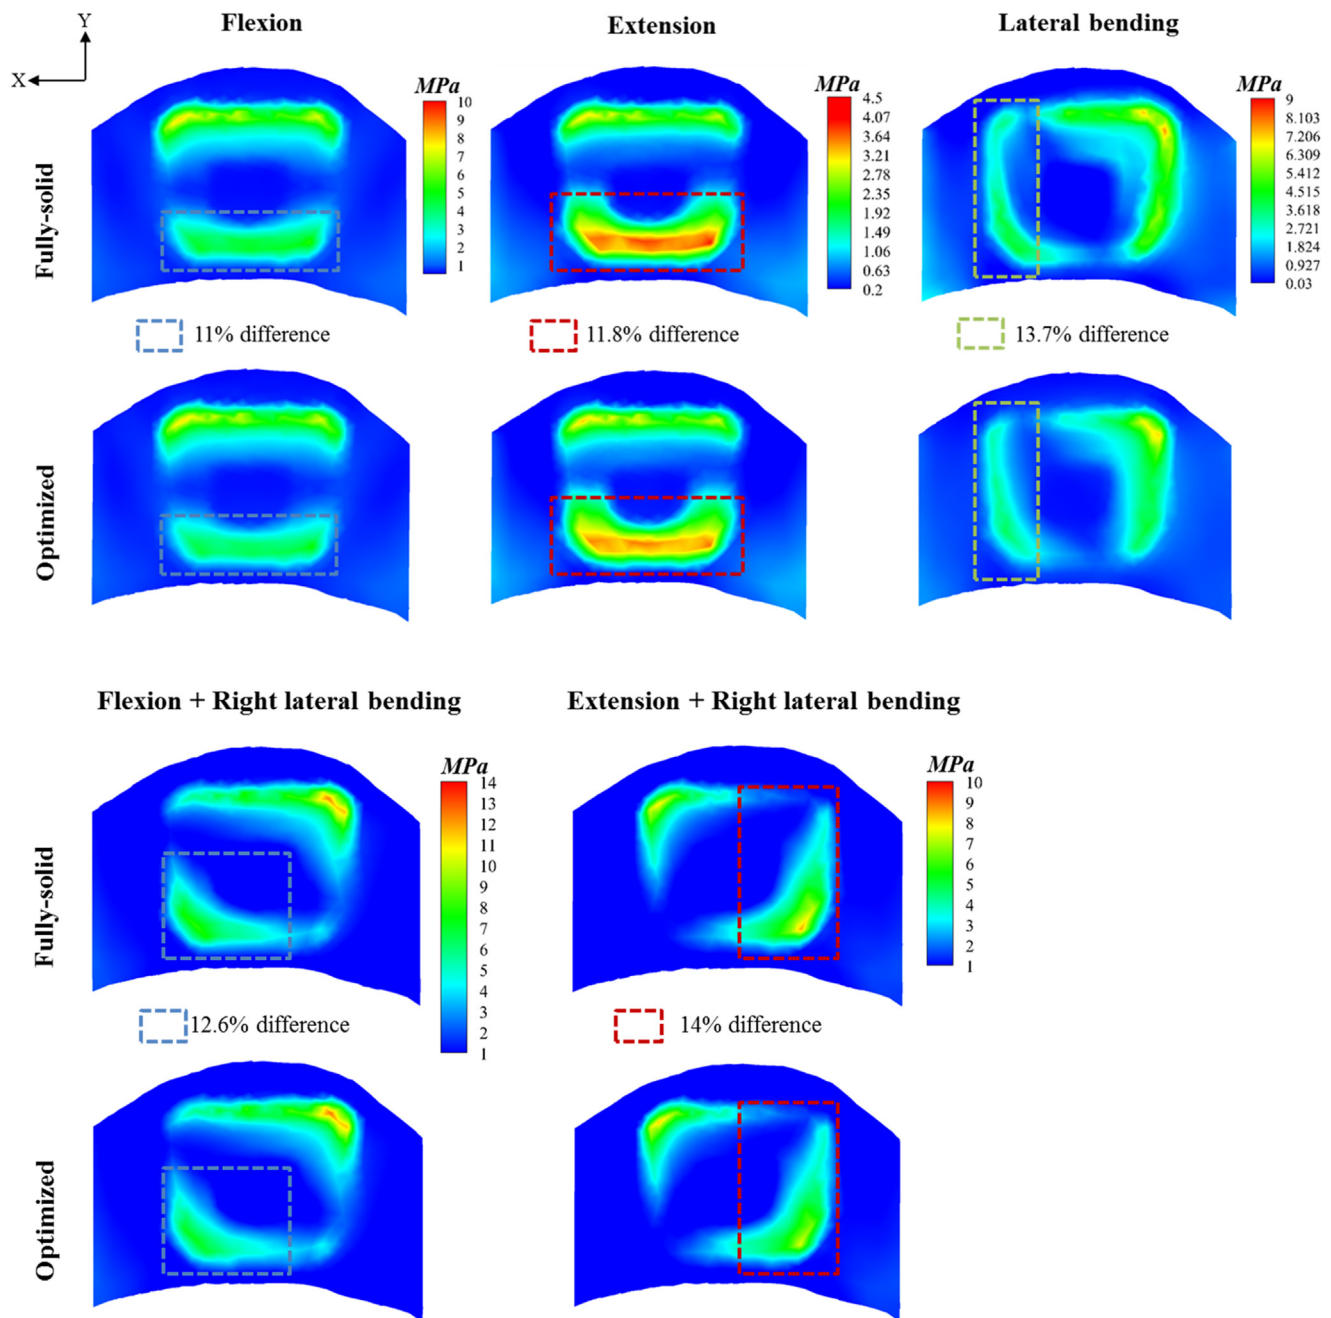 Y
X
Flexion
Extension
Lateral bending
MPa
10
9
8
7
6
5
4
3
2
1
MPa
4.5
4.07
3.64
3.21
2.78
2.35
1.92
1.49
1.06
0.63
0.2
MPa
9
8.103
7.206
6.309
5.412
4.515
3.618
2.721
1.824
0.927
0.03
Fully-solid
11% difference
11.8% difference
13.7% difference
Optimized
Flexion + Right lateral bending
Extension + Right lateral bending
MPa
14
13
12
11
10
9
8
7
6
5
4
3
2
1
MPa
10
9
8
7
6
5
4
3
2
1
Fully-solid
12.6% difference
14% difference
Optimized